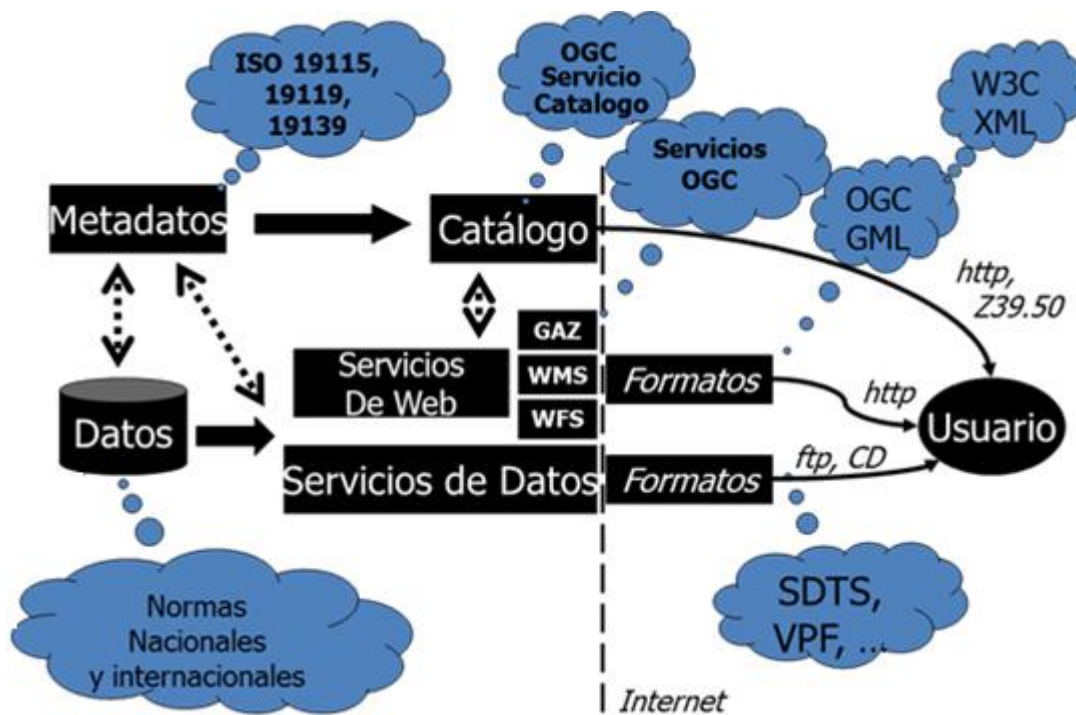 ISO 19115,
19119,
19139
OGC
Servicio
Catalogo
Servicios
OGC
W3C
XML
OGC
GML
Metadatos
Catálogo
http,
Z39.50
GAZ
WMS
WFS
Servicios
De Web
Formatos
http
Datos
Usuario
Servicios de Datos
Formatos
ftp, CD
Normas
Nacionales
y internacionales
SDTS,
VPF, ...
Internet